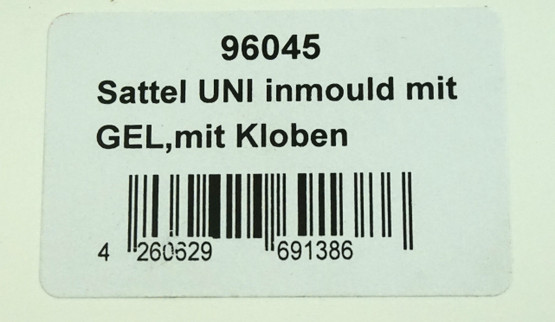 96045
Sattel UNI inmould mit
GEL,mit Kloben
4 260629 691386